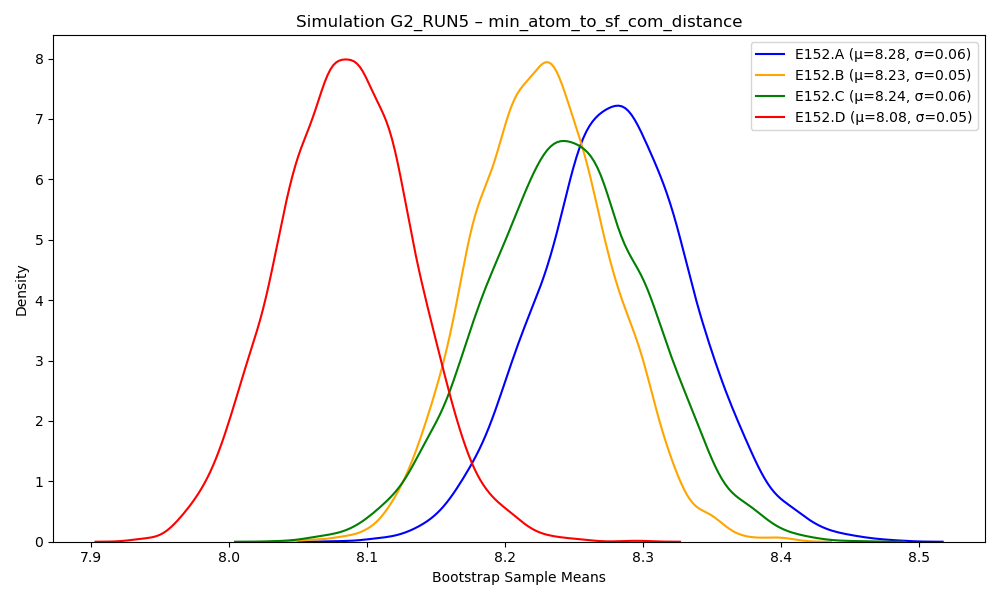 Simulation G2_RUN5 – min_atom_to_sf_com_distance
E152.A (μ=8.28, σ=0.06)
E152.B (μ=8.23, σ=0.05)
E152.C (μ=8.24, σ=0.06)
E152.D (μ=8.08, σ=0.05)
Density
8
7
6
5
4
3
2
1
0
7.9 8.0 8.1 8.2 8.3 8.4 8.5
Bootstrap Sample Means